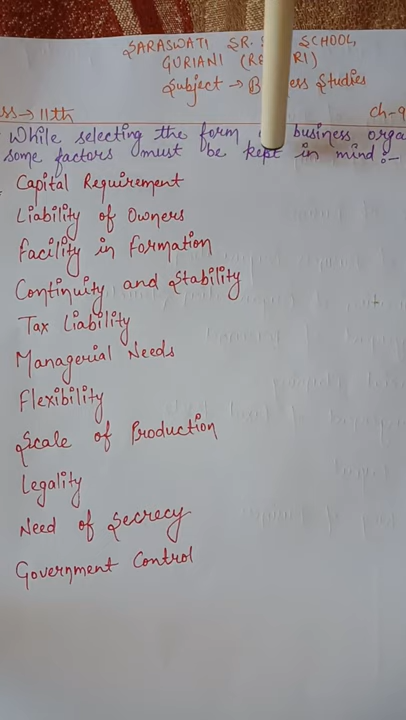 SARASWATI SR. SCHOOL,
GURIANI
Subject → Business Studies
→ 11th Ch-9
While selecting the form business
some factors must be kept in mind :-
Capital Requirement
Liability of Owners
Facility in Formation
Continuity and Stability
Tax Liability
Managerial Needs
Flexibility
Scale of Production
Legality
Need of Secrecy
Government Control